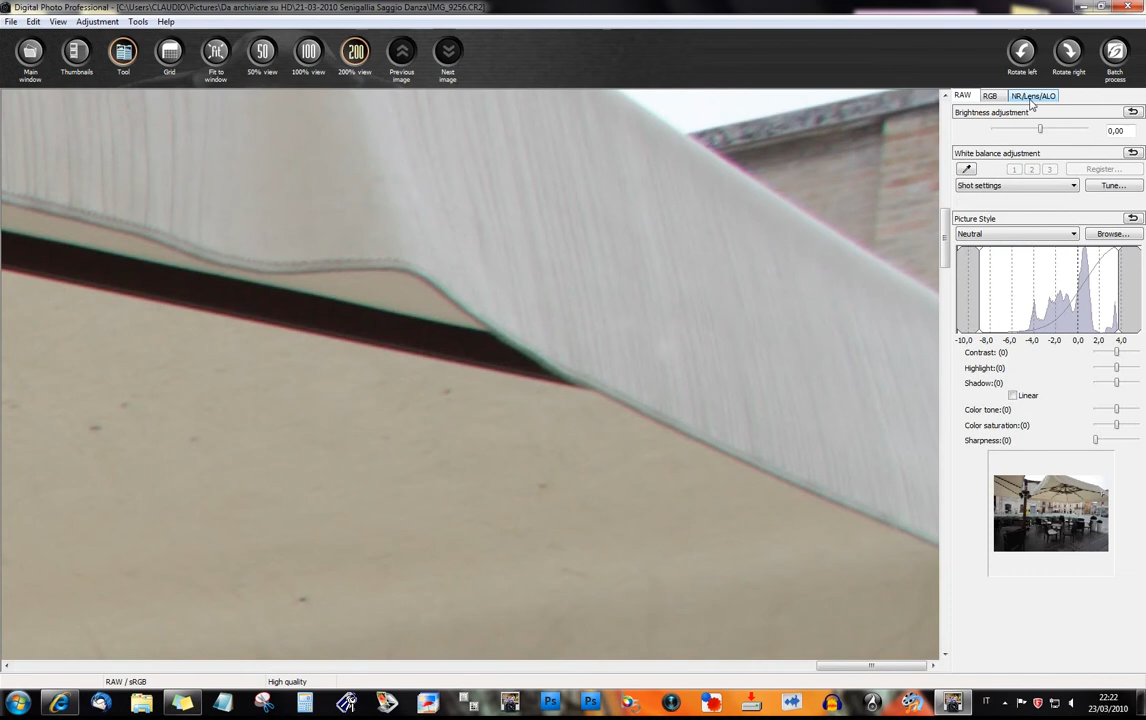 Digital Photo Professional - [C:\Users\CLAUDIO\Pictures\Da archiviare su HD\21-03-2010 Senigallia Saggio Danza\IMG_9256.CR2]
File Edit View Adjustment Tools Help
Main window
Thumbnails
Tool
Grid
Fit to window
50
50% view
100
100% view
200
200% view
Previous image
Next image
Rotate left
Rotate right
Batch process
RAW RGB NR/Lens/ALO
Brightness adjustment
0,00
White balance adjustment
1 2 3 Register...
Shot settings Tune...
Picture Style
Neutral Browse...
-10,0 -8,0 -6,0 -4,0 -2,0 0,0 2,0 4,0
Contrast: (0)
Highlight: (0)
Shadow:(0)
Linear
Color tone:(0)
Color saturation:(0)
Sharpness:(0)
RAW / sRGB High quality
Ps Ps
IT
22:22
23/03/2010